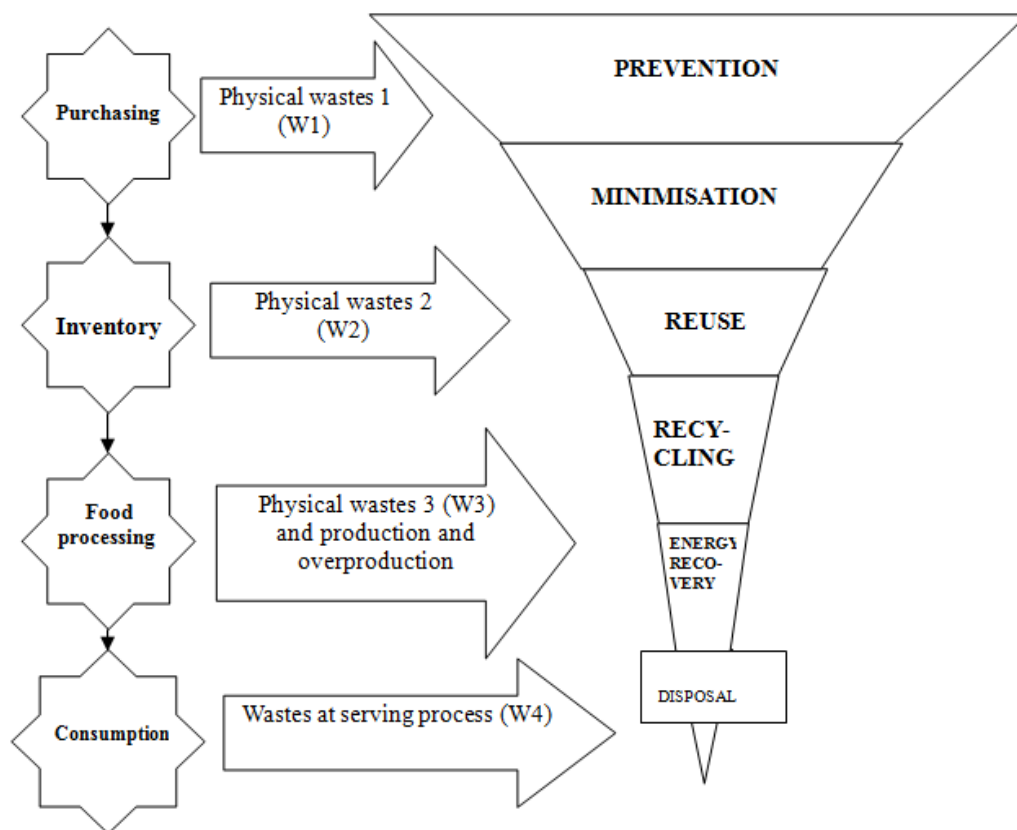 Purchasing
Physical wastes 1
(W1)
PREVENTION
MINIMISATION
Inventory
Physical wastes 2
(W2)
REUSE
RECY-
CLING
Food
processing
Physical wastes 3 (W3)
and production and
overproduction
ENERGY
RECO-
VERY
Consumption
Wastes at serving process (W4)
DISPOSAL